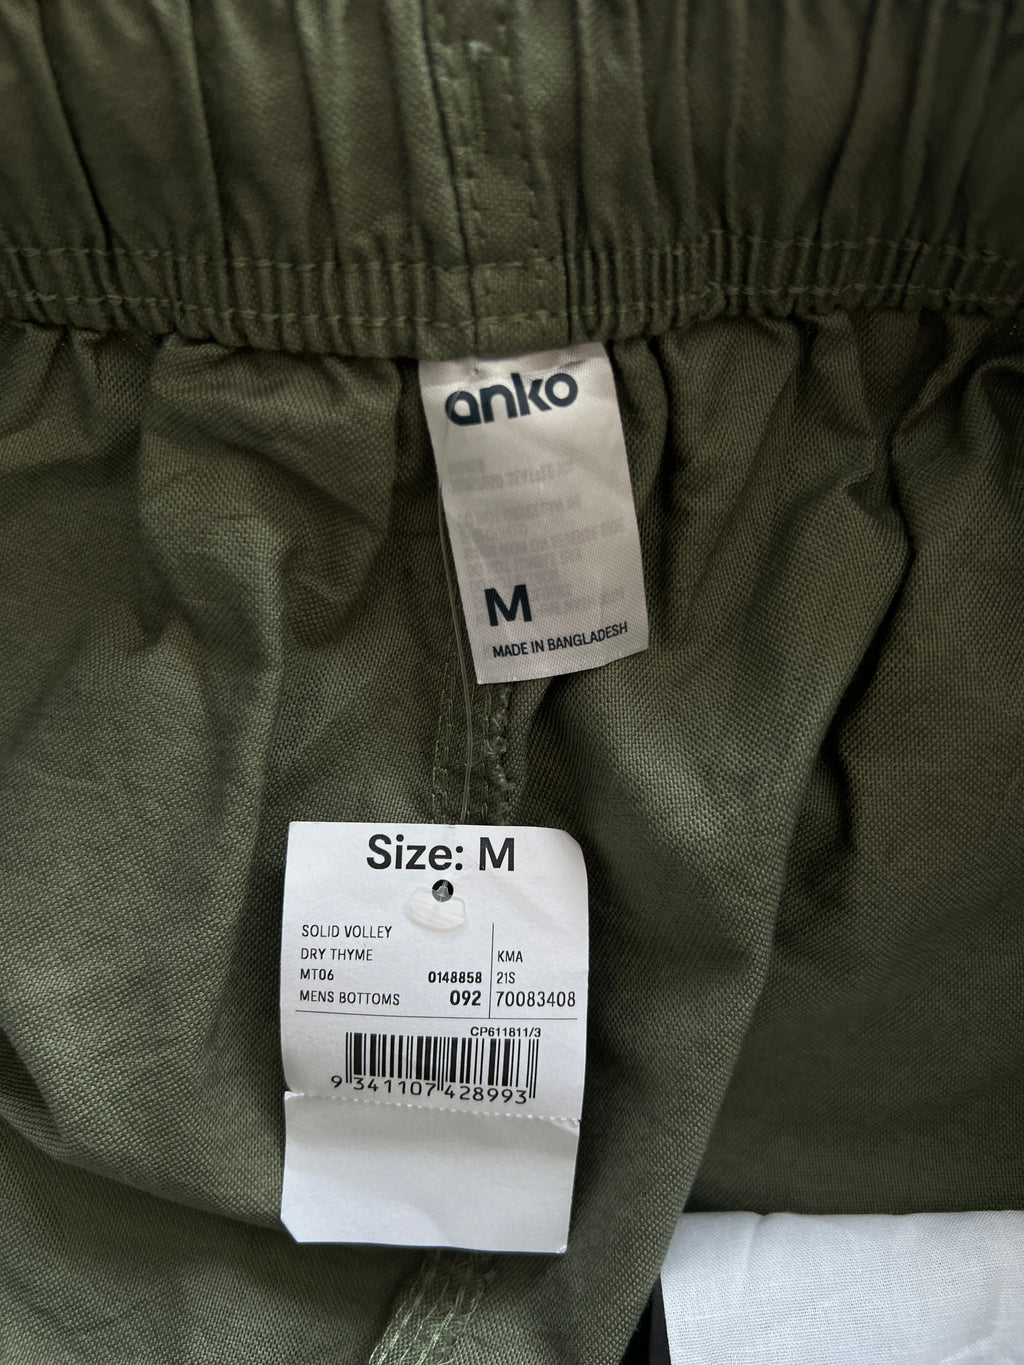 anko
M
MADE IN BANGLADESH
Size: M
SOLID VOLLEY
DRY THYME
KMA
MT06 0148858 21S
MENS BOTTOMS 092 70083408
CP611811/3
9 341107 428993